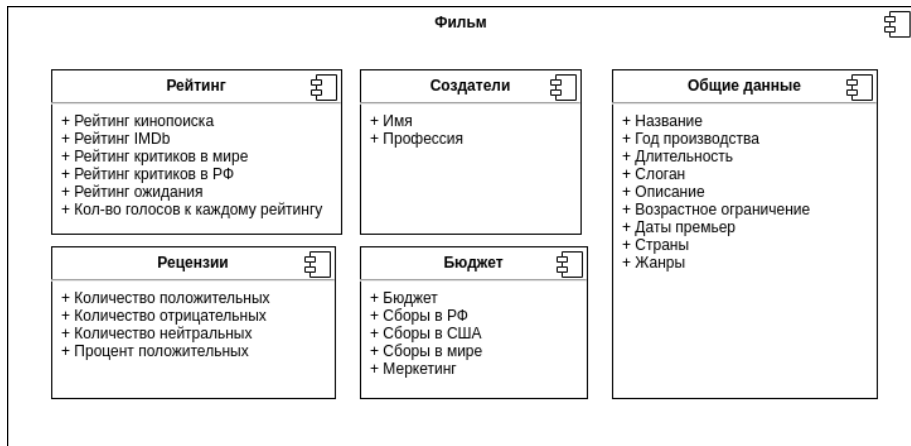 Фильм
Рейтинг
+ Рейтинг кинопоиска
+ Рейтинг IMDb
+ Рейтинг критиков в мире
+ Рейтинг критиков в РФ
+ Рейтинг ожидания
+ Кол-во голосов к каждому рейтингу
Создатели
+ Имя
+ Профессия
Общие данные
+ Название
+ Год производства
+ Длительность
+ Слоган
+ Описание
+ Возрастное ограничение
+ Даты премьер
+ Страны
+ Жанры
Рецензии
+ Количество положительных
+ Количество отрицательных
+ Количество нейтральных
+ Процент положительных
Бюджет
+ Бюджет
+ Сборы в РФ
+ Сборы в США
+ Сборы в мире
+ Меркетинг